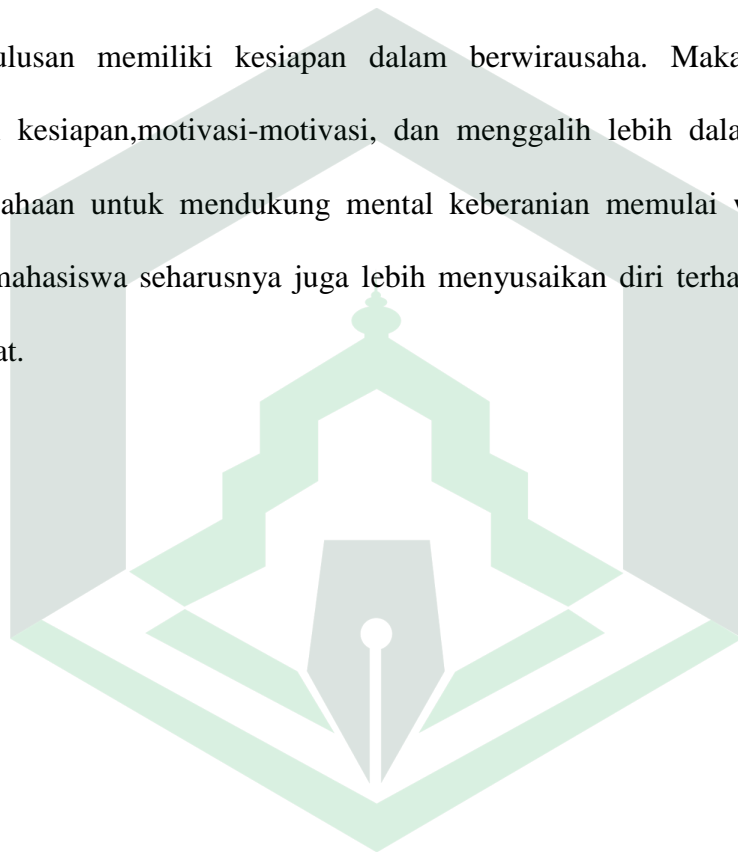 ulusan memiliki kesiapan dalam berwirausaha. Maka
kesiapan,motivasi-motivasi, dan menggalih lebih dala
ahaan untuk mendukung mental keberanian memulai
mahasiswa seharusnya juga lebih menyusaikan diri terha
at.